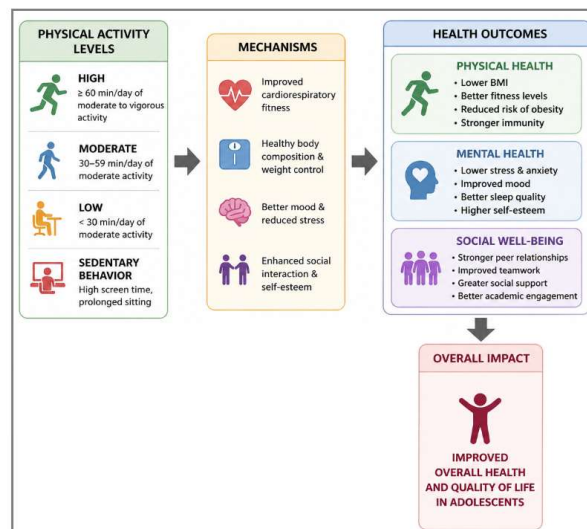 PHYSICAL ACTIVITY
LEVELS
HIGH
≥ 60 min/day of
moderate to vigorous
activity
MODERATE
30–59 min/day of
moderate activity
LOW
< 30 min/day of
moderate activity
SEDENTARY
BEHAVIOR
High screen time,
prolonged sitting
MECHANISMS
Improved
cardiorespiratory
fitness
Healthy body
composition &
weight control
Better mood &
reduced stress
Enhanced social
interaction &
self-esteem
HEALTH OUTCOMES
PHYSICAL HEALTH
• Lower BMI
• Better fitness levels
• Reduced risk of obesity
• Stronger immunity
MENTAL HEALTH
• Lower stress & anxiety
• Improved mood
• Better sleep quality
• Higher self-esteem
SOCIAL WELL-BEING
• Stronger peer relationships
• Improved teamwork
• Greater social support
• Better academic engagement
OVERALL IMPACT
IMPROVED
OVERALL HEALTH
AND QUALITY OF LIFE
IN ADOLESCENTS